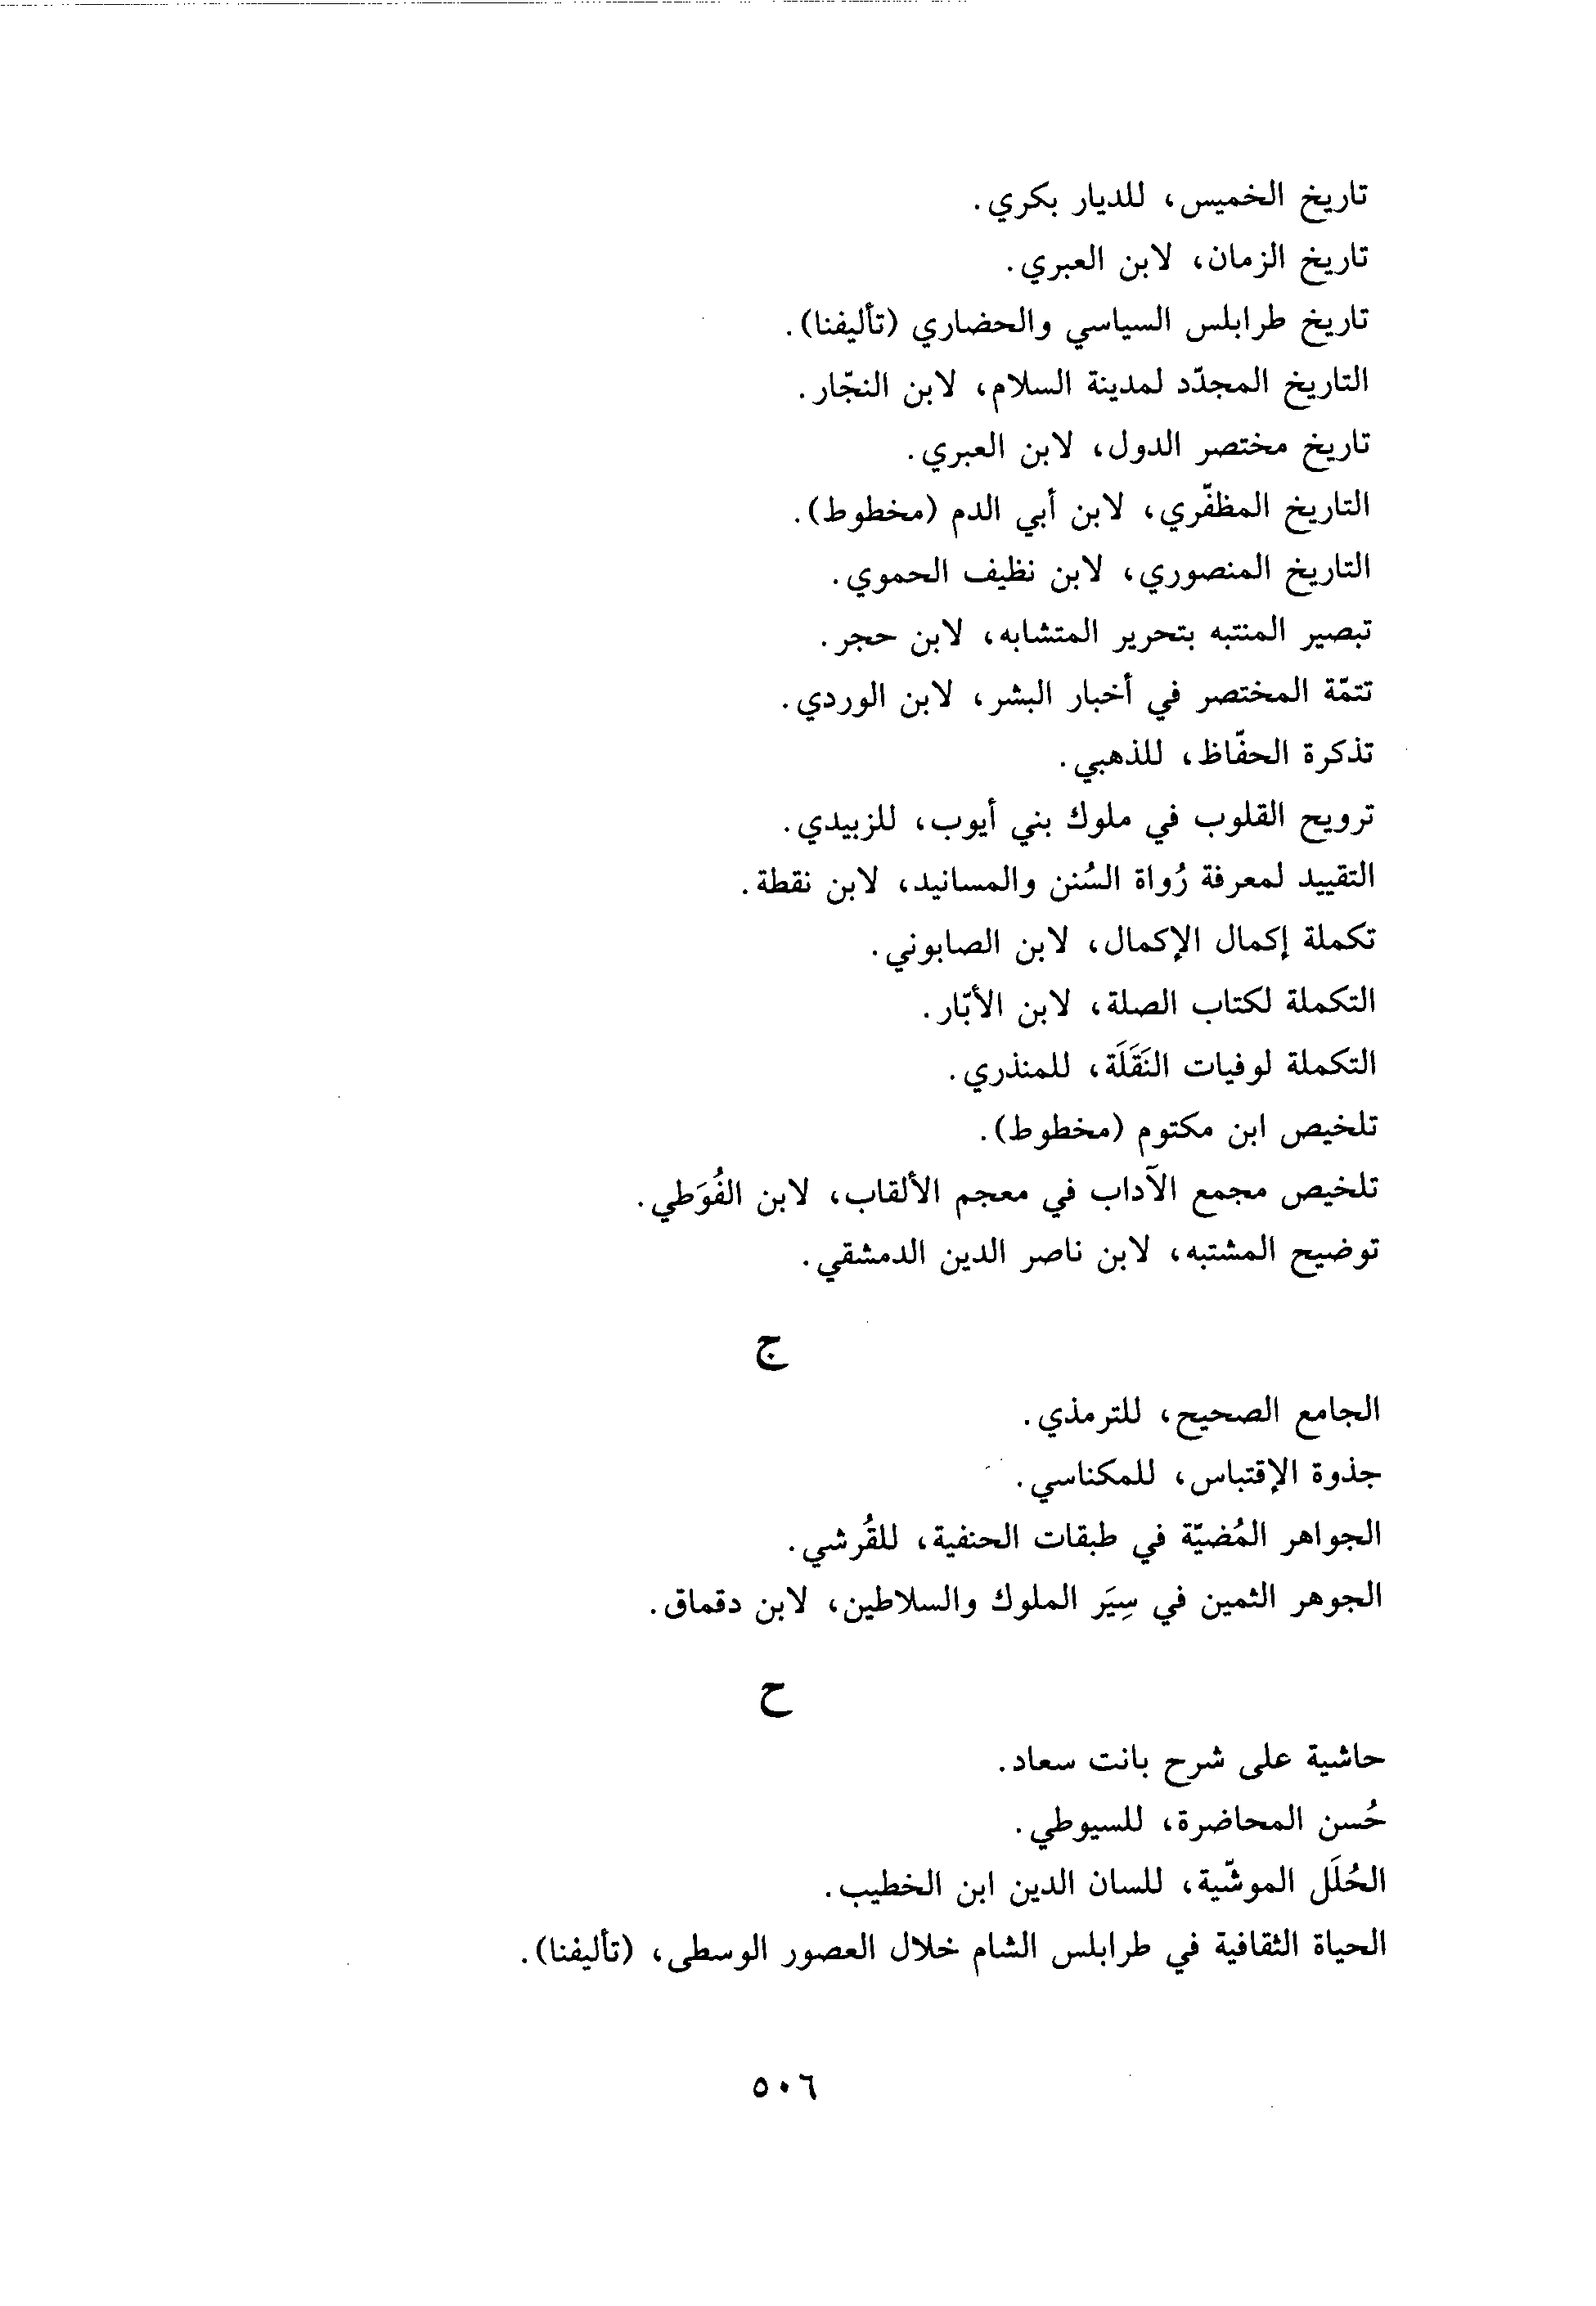 تاريخ الخميس، للديار بكري.
تاريخ الزمان، لابن العبري.
تاريخ طرابلس السياسي والحضاري (تأليفنا).
التاريخ المجدّد لمدينة السلام، لابن النجّار.
تاريخ مختصر الدول، لابن العبري.
التاريخ المظفّري، لابن أبي الدم (مخطوط).
التاريخ المنصوري، لابن نظيف الحموي.
تبصير المنتبه بتحرير المتشابه، لابن حجر.
تتمّة المختصر في أخبار البشر، لابن الوردي.
تذكرة الحفّاظ، للذهبي.
ترويح القلوب في ملوك بني أيوب، للزبيدي.
التقييد لمعرفة رُواة السُنن والمسانيد، لابن نقطة.
تكملة إكمال الإكمال، لابن الصابوني.
التكملة لكتاب الصلة، لابن الأبّار.
التكملة لوفيات النَقَلَة، للمنذري.
تلخيص ابن مكتوم (مخطوط).
تلخيص مجمع الآداب في معجم الألقاب، لابن الفُوَطي.
توضيح المشتبه، لابن ناصر الدين الدمشقي.
ج
الجامع الصحيح، للترمذي.
جذوة الإقتباس، للمكناسي.
الجواهر المُضيّة في طبقات الحنفية، للقُرشي.
الجوهر الثمين في سِيَر الملوك والسلاطين، لابن دقماق.
ح
حاشية على شرح بانت سعاد.
حُسن المحاضرة، للسيوطي.
الحُلَل الموشّية، للسان الدين ابن الخطيب.
الحياة الثقافية في طرابلس الشام خلال العصور الوسطى، (تأليفنا).
٥٠٦